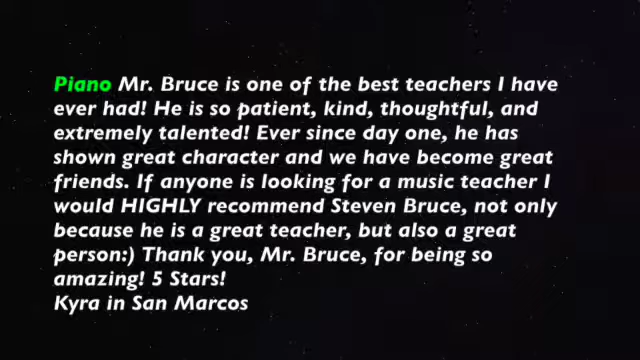 Piano Mr. Bruce is one of the best teachers I have
ever had! He is so patient, kind, thoughtful, and
extremely talented! Ever since day one, he has
shown great character and we have become great
friends. If anyone is looking for a music teacher I
would HIGHLY recommend Steven Bruce, not only
because he is a great teacher, but also a great
person:) Thank you, Mr. Bruce, for being so
amazing! 5 Stars!
Kyra in San Marcos